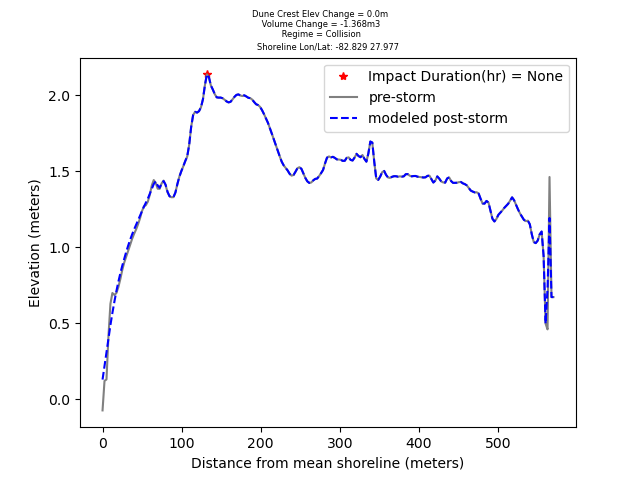 Dune Crest Elev Change = 0.0m
Volume Change = -1.368m3
Regime = Collision
Shoreline Lon/Lat: -82.829 27.977
Impact Duration(hr) = None
pre-storm
modeled post-storm
Elevation (meters)
2.0
1.5
1.0
0.5
0.0
0 100 200 300 400 500
Distance from mean shoreline (meters)